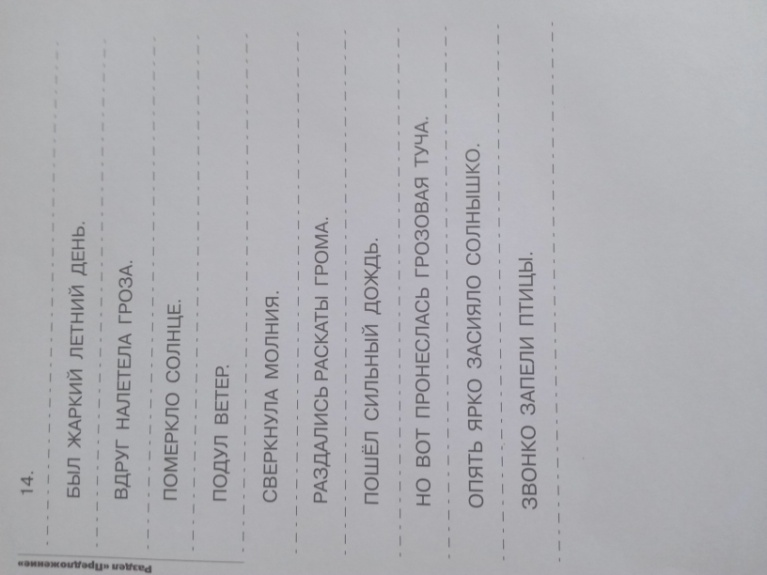 Раздел «Предложение»
14.
БЫЛ ЖАРКИЙ ЛЕТНИЙ ДЕНЬ.
ВДРУГ НАЛЕТЕЛА ГРОЗА.
ПОМЕРКЛО СОЛНЦЕ.
ПОДУЛ ВЕТЕР.
СВЕРКНУЛА МОЛНИЯ.
РАЗДАЛИСЬ РАСКАТЫ ГРОМА.
ПОШЁЛ СИЛЬНЫЙ ДОЖДЬ.
НО ВОТ ПРОНЕСЛАСЬ ГРОЗОВАЯ ТУЧА.
ОПЯТЬ ЯРКО ЗАСИЯЛО СОЛНЫШКО.
ЗВОНКО ЗАПЕЛИ ПТИЦЫ.